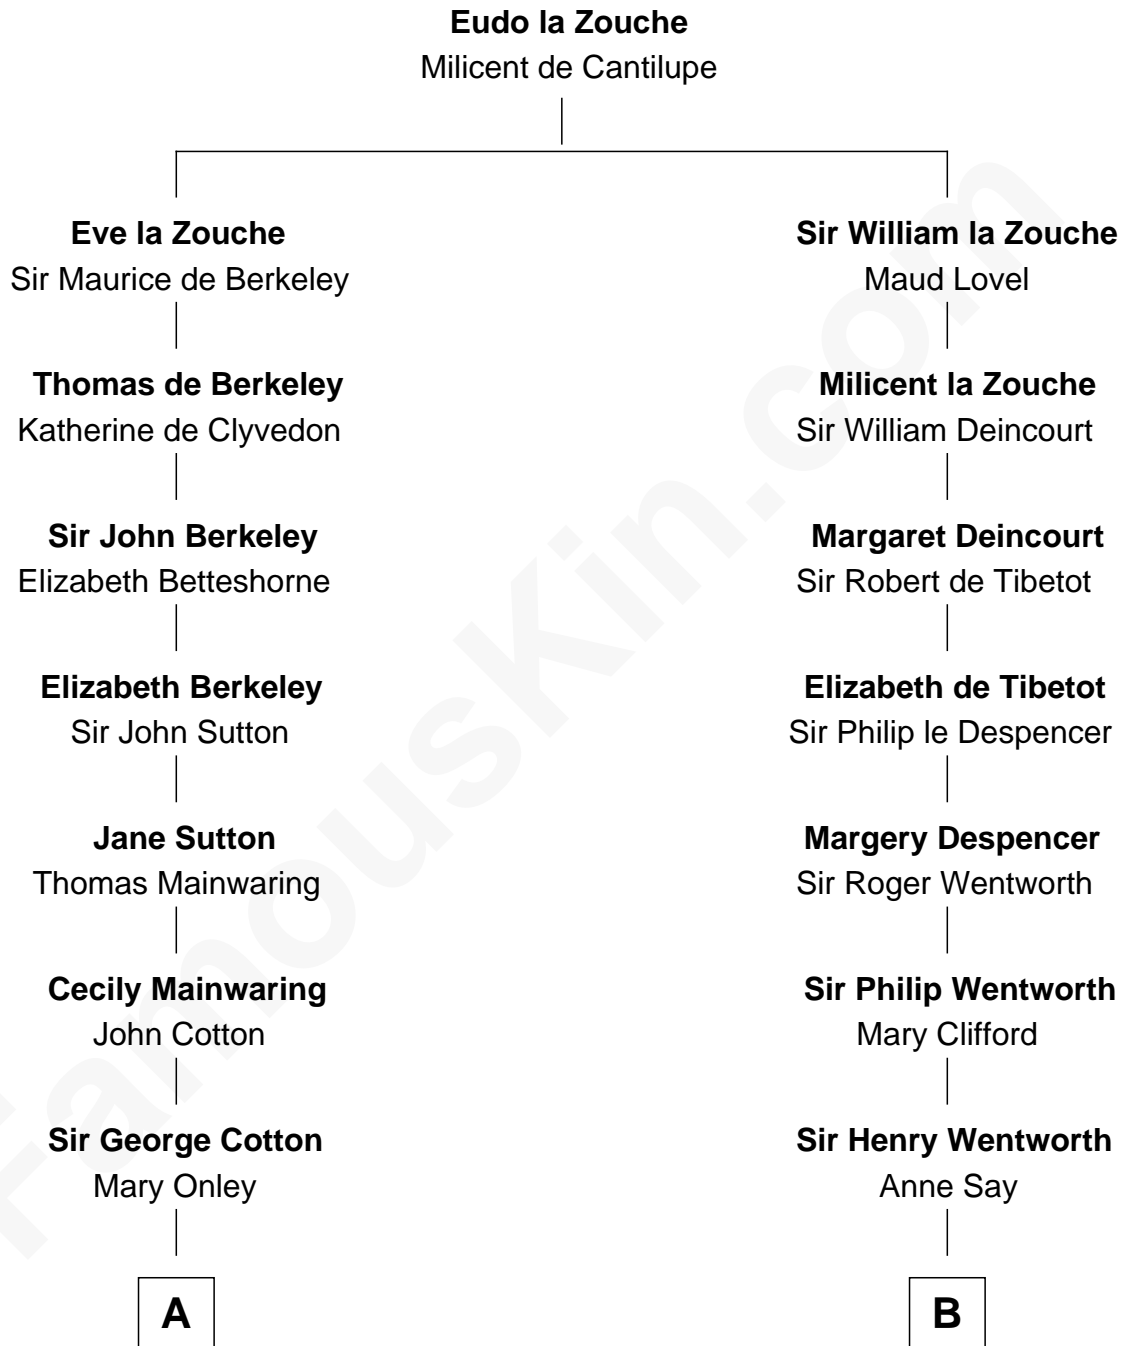 Eudo la Zouche
Milicent de Cantilupe
Eve la Zouche
Sir Maurice de Berkeley
Thomas de Berkeley
Katherine de Clyvedon
Sir John Berkeley
Elizabeth Betteshorne
Elizabeth Berkeley
Sir John Sutton
Jane Sutton
Thomas Mainwaring
Cecily Mainwaring
John Cotton
Sir George Cotton
Mary Onley
A
Sir William la Zouche
Maud Lovel
Milicent la Zouche
Sir William Deincourt
Margaret Deincourt
Sir Robert de Tibetot
Elizabeth de Tibetot
Sir Philip le Despencer
Margery Despencer
Sir Roger Wentworth
Sir Philip Wentworth
Mary Clifford
Sir Henry Wentworth
Anne Say
B
FamousKin.com